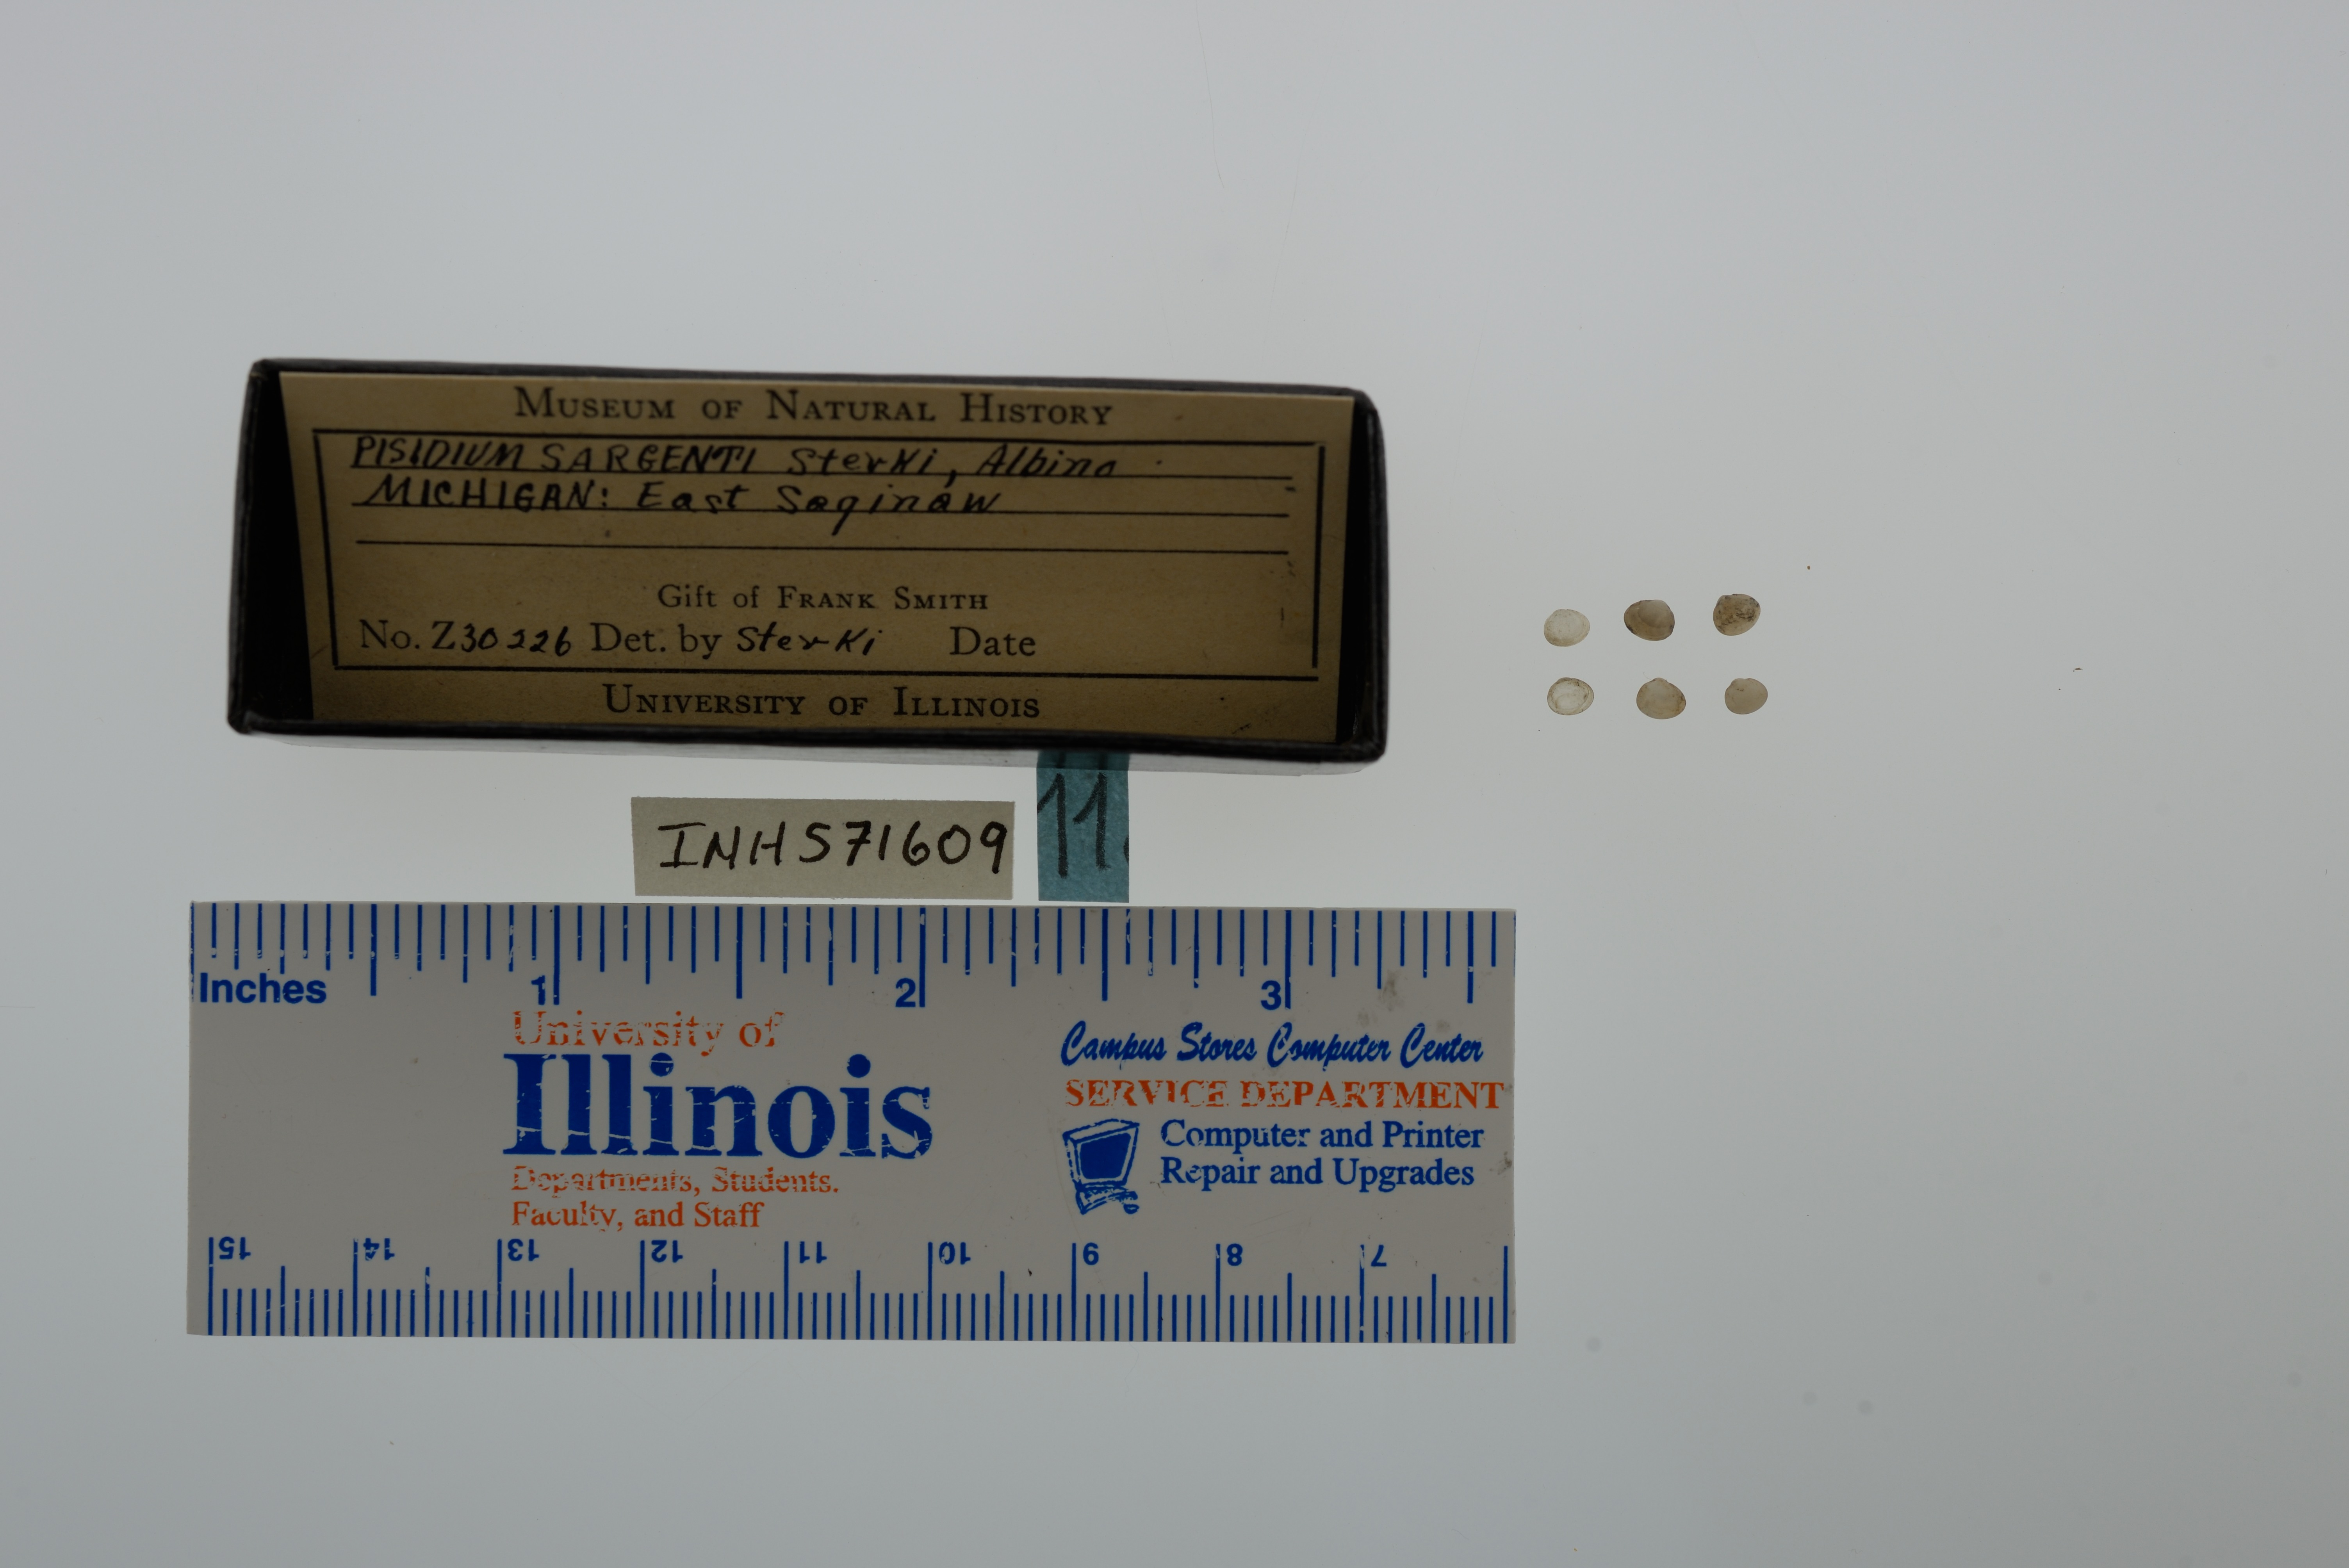 MUSEUM OF NATURAL HISTORY
PISIDIUM SARGENTI Sterki, Albino
MICHIGAN: East Saginaw
Gift of FRANK SMITH
No. Z30226 Det. by Sterki Date
UNIVERSITY OF ILLINOIS
11
INHS71609
Inches 1 2 3
University of
Illinois
Departments, Students.
Faculty, and Staff
Campus Stores Computer Center
SERVICE DEPARTMENT
Computer and Printer
Repair and Upgrades
15 14 13 12 11 10 9 8 7